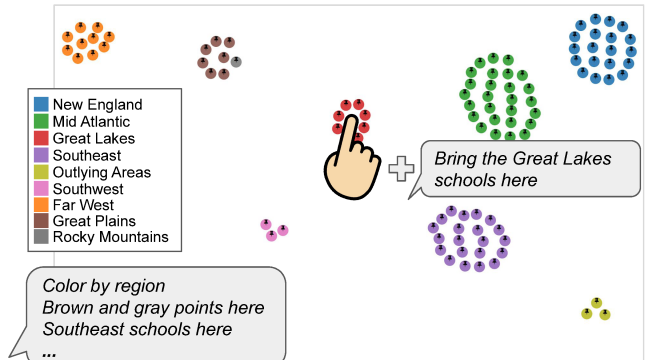 New England
Mid Atlantic
Great Lakes
Southeast
Outlying Areas
Southwest
Far West
Great Plains
Rocky Mountains
Bring the Great Lakes
schools here
Color by region
Brown and gray points here
Southeast schools here
...